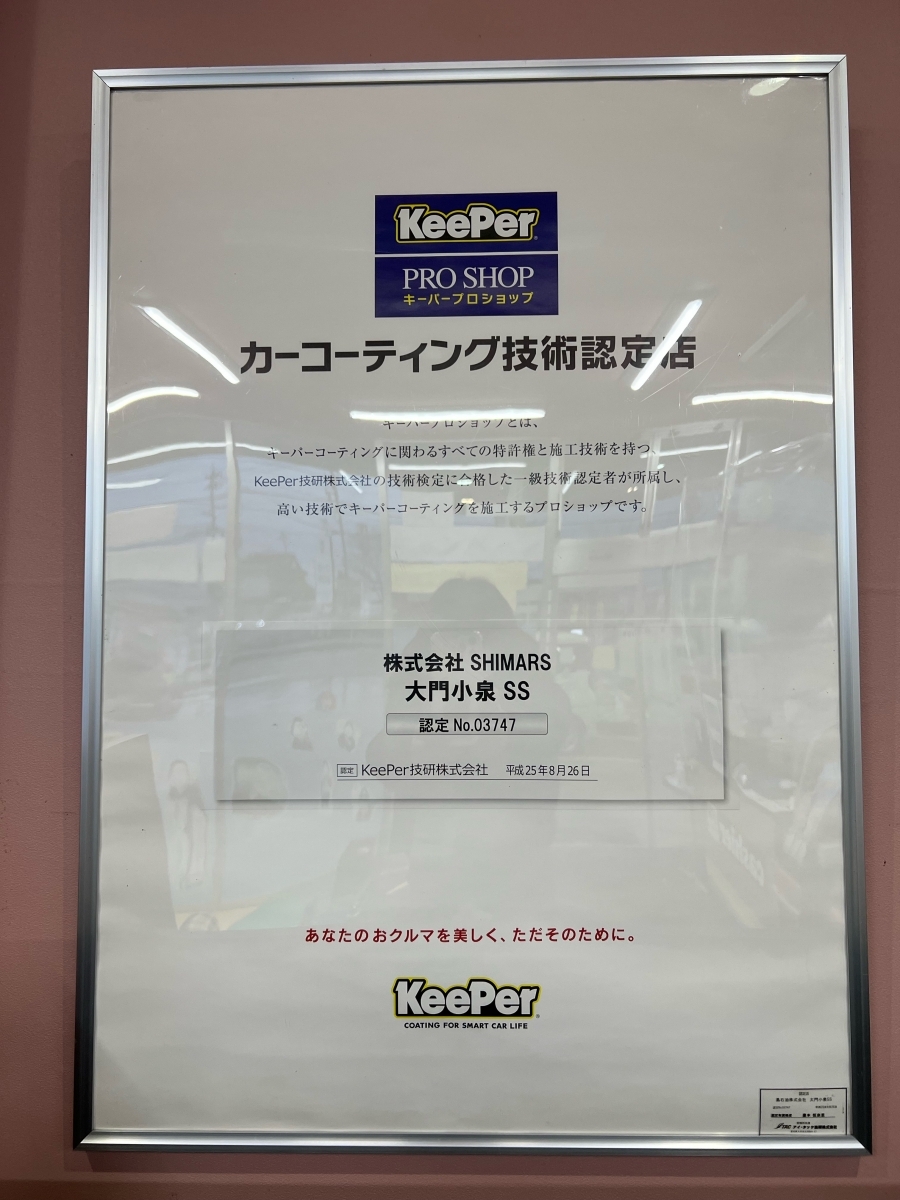 KeePer
PRO SHOP
キーパープロショップ
カーコーティング技術認定店
キーパープロショップとは、
キーパーコーティングに関わるすべての特許権と施工技術を持つ、
KeePer技研株式会社の技術検定に合格した一級技術認定者が所属し、
高い技術でキーパーコーティングを施工するプロショップです。
株式会社 SHIMARS
大門小泉 SS
認定 No.03747
認定 KeePer技研株式会社 平成25年8月26日
あなたのおクルマを美しく、ただそのために。
KeePer
COATING FOR SMART CAR LIFE
大門小泉SS